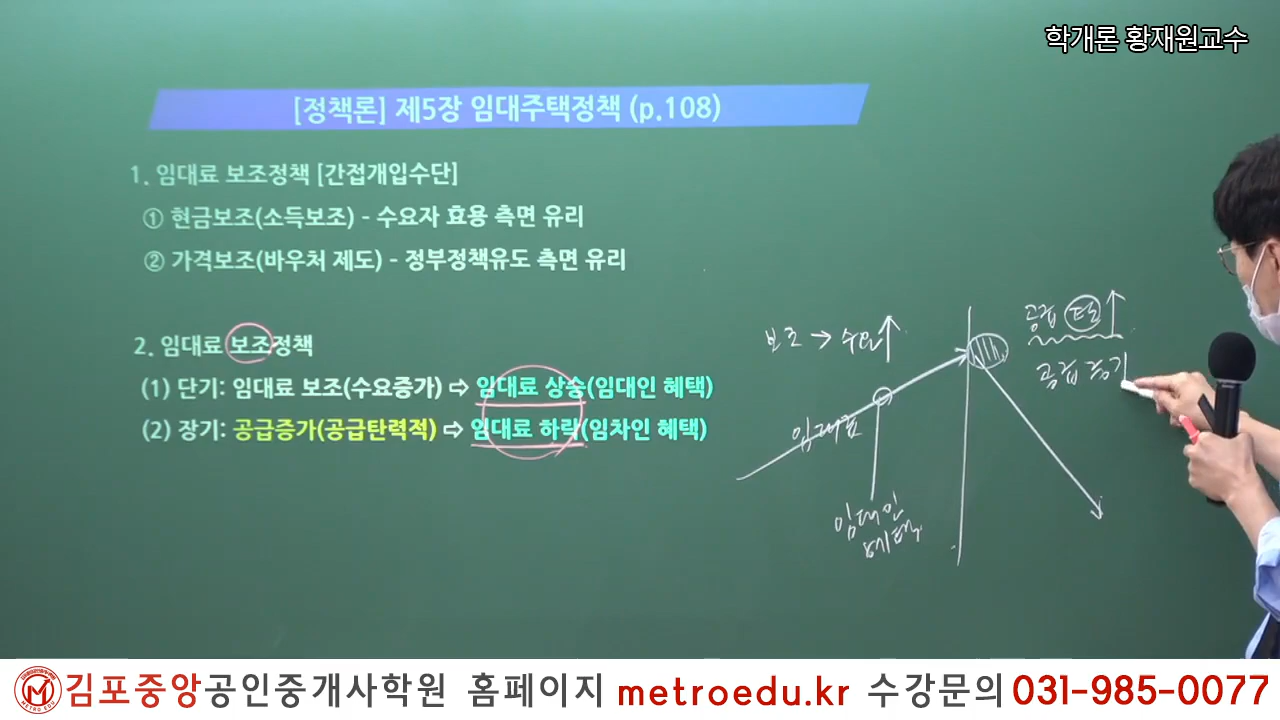 학개론 황재원교수
[정책론] 제5장 임대주택정책 (p.108)
1. 임대료 보조정책 [간접개입수단]
① 현금보조(소득보조) - 수요자 효용 측면 유리
② 가격보조(바우처 제도) - 정부정책유도 측면 유리
2. 임대료 보조정책
(1) 단기: 임대료 보조(수요증가) ⇨ 임대료 상승(임대인 혜택)
(2) 장기: 공급증가(공급탄력적) ⇨ 임대료 하락(임차인 혜택)
보조 → 수요↑
임대료
임대인
혜택
공급 탄로↑
공급 증가
METRO EDU
김포중앙공인중개사학원 홈페이지 metroedu.kr 수강문의 031-985-0077